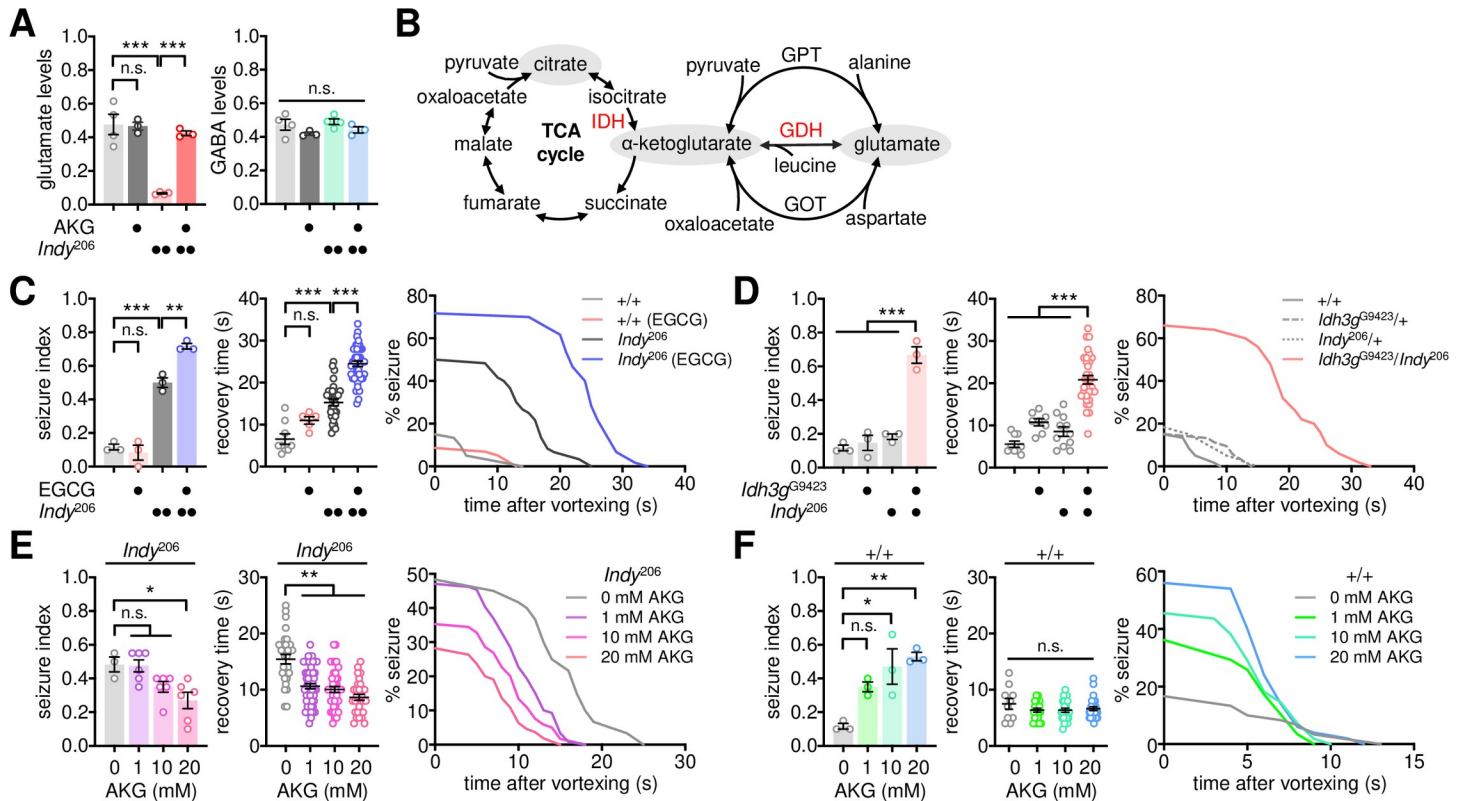 A
glutamate levels
1.0
0.8
0.6
0.4
0.2
0.0
*** ***
n.s.
AKG
Indy206
GABA levels
1.0
0.8
0.6
0.4
0.2
0.0
n.s.
B
pyruvate
citrate
oxaloacetate
isocitrate
IDH
TCA
cycle
malate
fumarate
succinate
α-ketoglutarate
pyruvate
GPT
alanine
GDH
leucine
glutamate
GOT
oxaloacetate
aspartate
C
seizure index
1.0
0.8
0.6
0.4
0.2
0.0
*** **
n.s.
EGCG
Indy206
recovery time (s)
40
30
20
10
0
*** ***
n.s.
% seizure
80
60
40
20
0
0 10 20 30 40
time after vortexing (s)
+/+
+/+ (EGCG)
Indy206
Indy206 (EGCG)
D
seizure index
1.0
0.8
0.6
0.4
0.2
0.0
***
Idh3gG9423
Indy206
recovery time (s)
40
30
20
10
0
***
% seizure
80
60
40
20
0
0 10 20 30 40
time after vortexing (s)
+/+
Idh3gG9423/+
Indy206/+
Idh3gG9423/Indy206
E
Indy206
seizure index
1.0
0.8
0.6
0.4
0.2
0.0
*
n.s.
0 1 10 20
AKG (mM)
Indy206
recovery time (s)
30
20
10
0
**
0 1 10 20
AKG (mM)
% seizure
50
40
30
20
10
0
0 10 20 30
time after vortexing (s)
Indy206
0 mM AKG
1 mM AKG
10 mM AKG
20 mM AKG
F
+/+
seizure index
1.0
0.8
0.6
0.4
0.2
0.0
**
*
n.s.
0 1 10 20
AKG (mM)
+/+
recovery time (s)
30
20
10
0
n.s.
0 1 10 20
AKG (mM)
% seizure
60
40
20
0
0 5 10 15
time after vortexing (s)
+/+
0 mM AKG
1 mM AKG
10 mM AKG
20 mM AKG